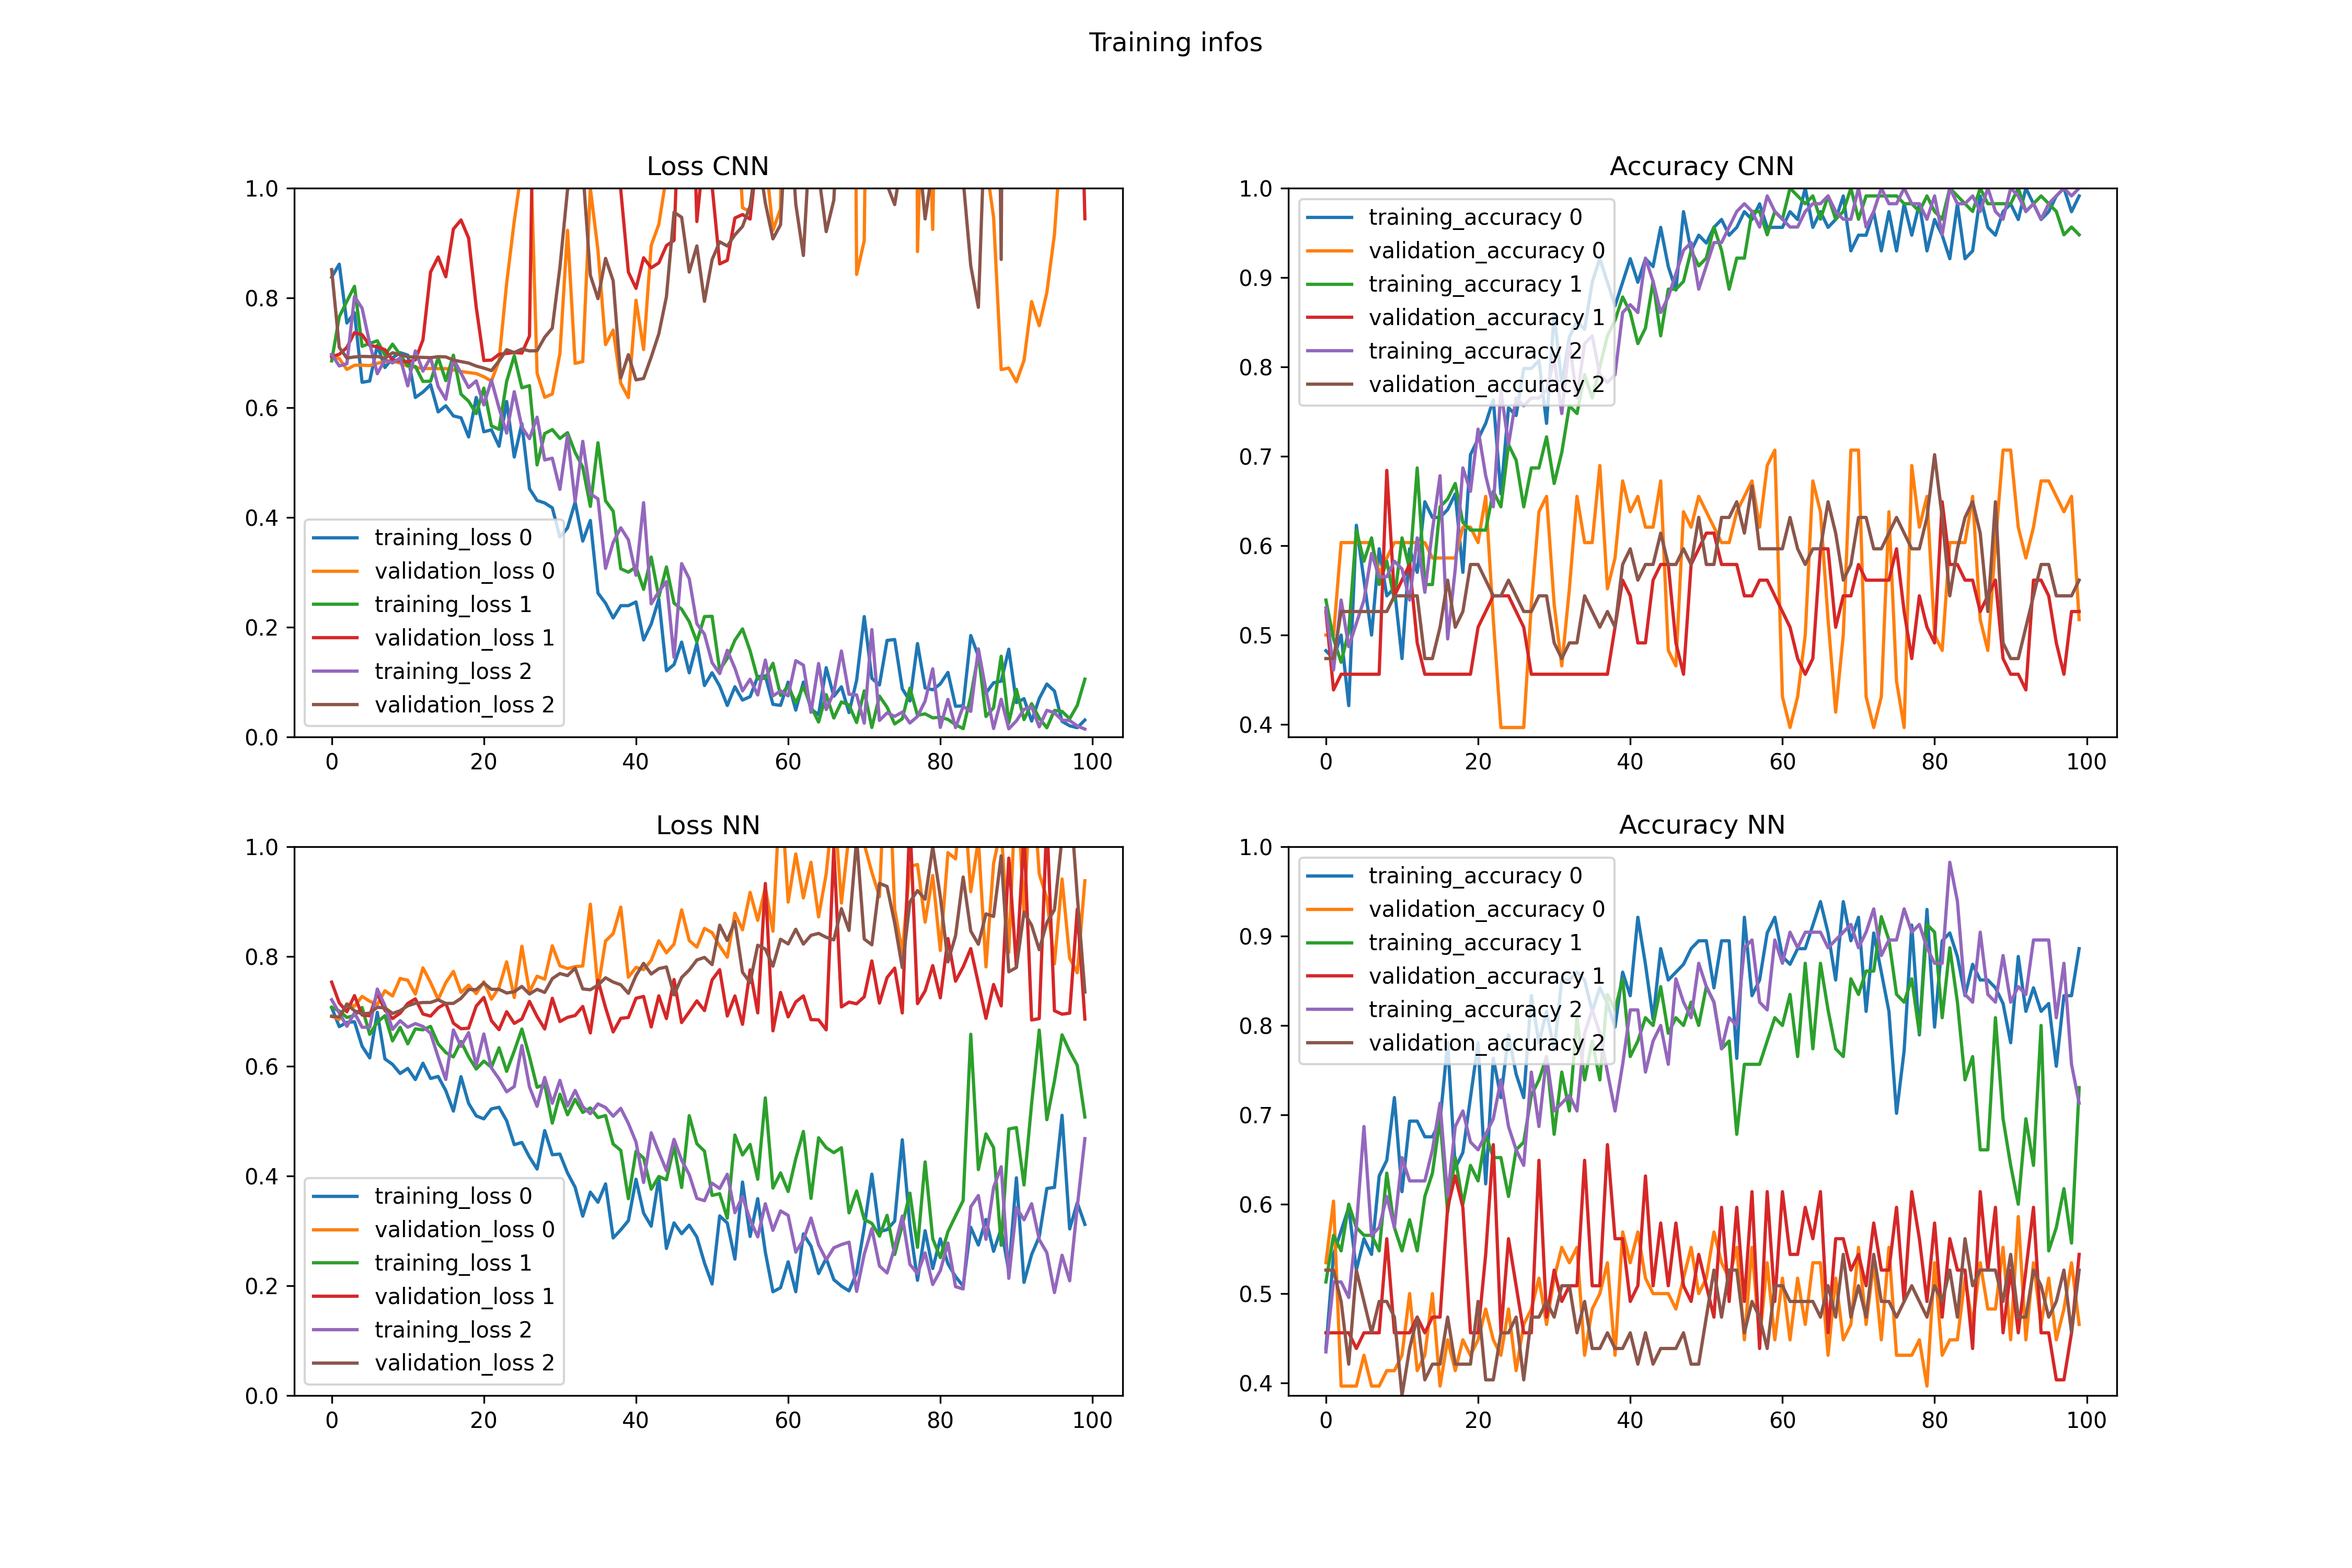 Training infos
Loss CNN
1.0
0.8
0.6
0.4
0.2
0.0
training_loss 0
validation_loss 0
training_loss 1
validation_loss 1
training_loss 2
validation_loss 2
0 20 40 60 80 100
Accuracy CNN
1.0
0.9
0.8
0.7
0.6
0.5
0.4
training_accuracy 0
validation_accuracy 0
training_accuracy 1
validation_accuracy 1
training_accuracy 2
validation_accuracy 2
0 20 40 60 80 100
Loss NN
1.0
0.8
0.6
0.4
0.2
0.0
training_loss 0
validation_loss 0
training_loss 1
validation_loss 1
training_loss 2
validation_loss 2
0 20 40 60 80 100
Accuracy NN
1.0
0.9
0.8
0.7
0.6
0.5
0.4
training_accuracy 0
validation_accuracy 0
training_accuracy 1
validation_accuracy 1
training_accuracy 2
validation_accuracy 2
0 20 40 60 80 100